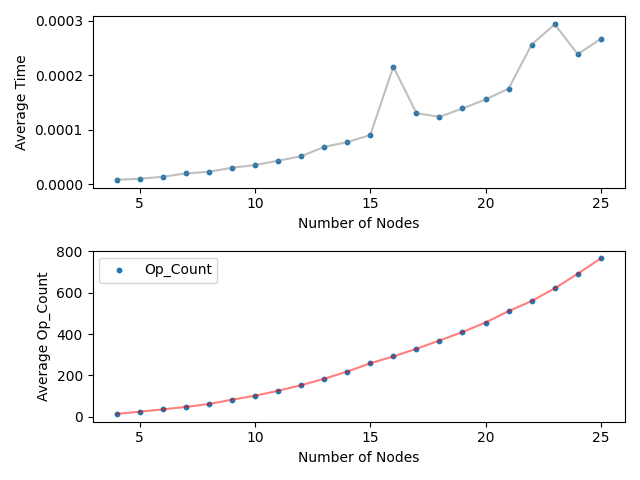 0.0003
0.0002
0.0001
0.0000
Average Time
5 10 15 20 25
Number of Nodes
800
600
400
200
0
Average Op_Count
Op_Count
5 10 15 20 25
Number of Nodes